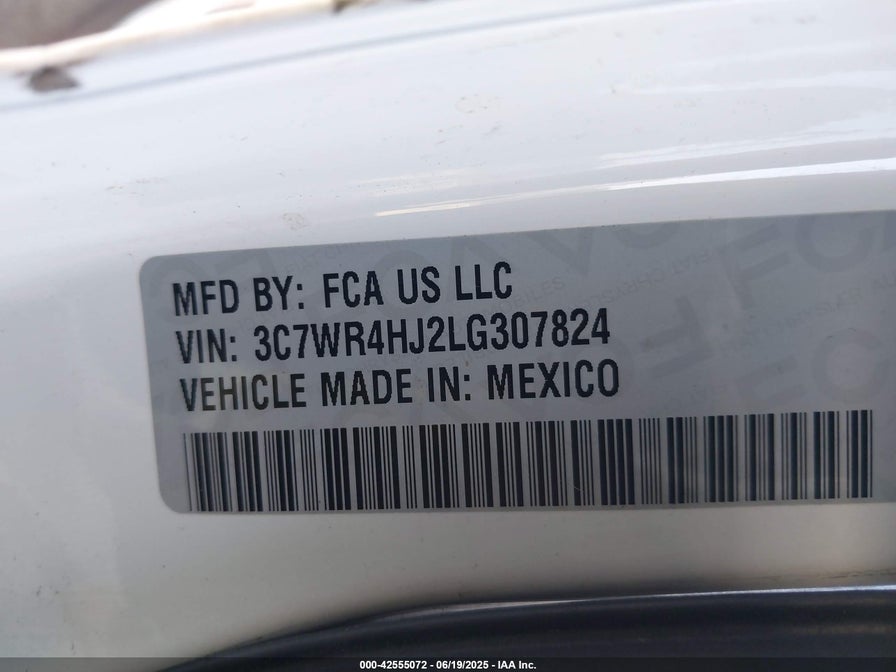 MFD BY: FCA US LLC
VIN: 3C7WR4HJ2LG307824
VEHICLE MADE IN: MEXICO
000-42555072 - 06/19/2025 - IAA Inc.